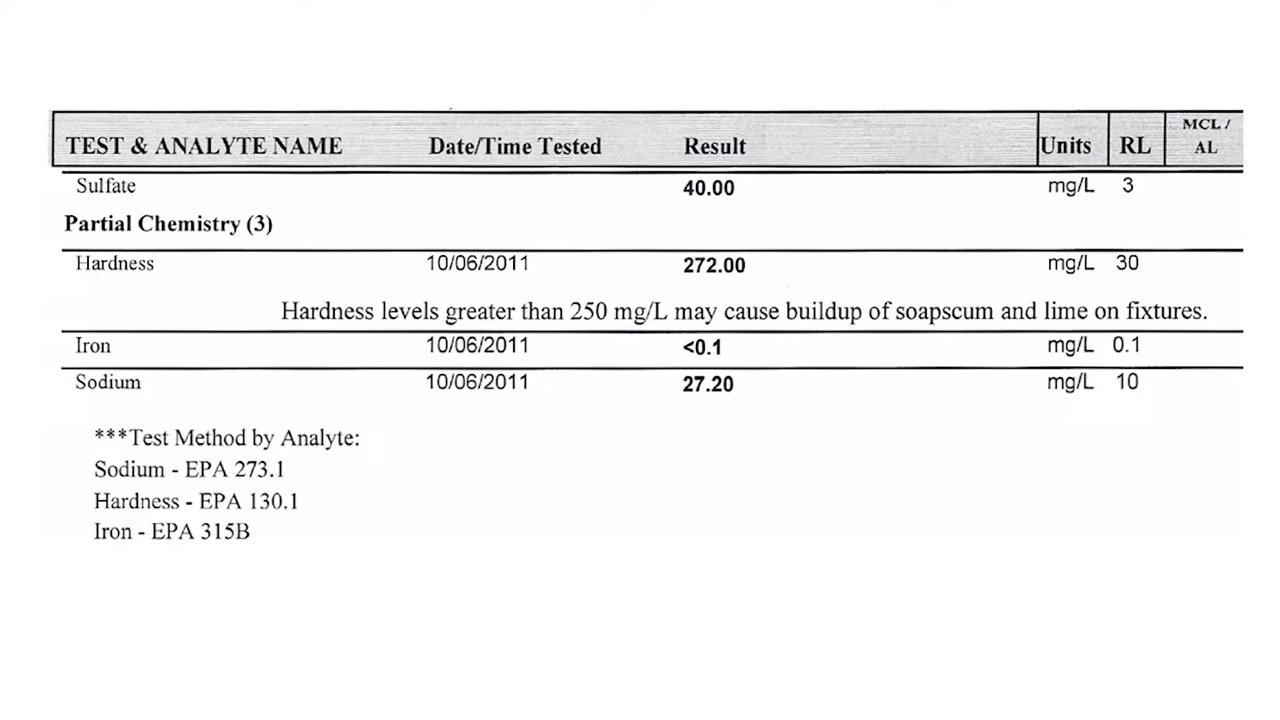 TEST & ANALYTE NAME Date/Time Tested Result Units RL MCL / AL
Sulfate 40.00 mg/L 3
Partial Chemistry (3)
Hardness 10/06/2011 272.00 mg/L 30
Hardness levels greater than 250 mg/L may cause buildup of soapscum and lime on fixtures.
Iron 10/06/2011 <0.1 mg/L 0.1
Sodium 10/06/2011 27.20 mg/L 10
***Test Method by Analyte:
Sodium - EPA 273.1
Hardness - EPA 130.1
Iron - EPA 315B